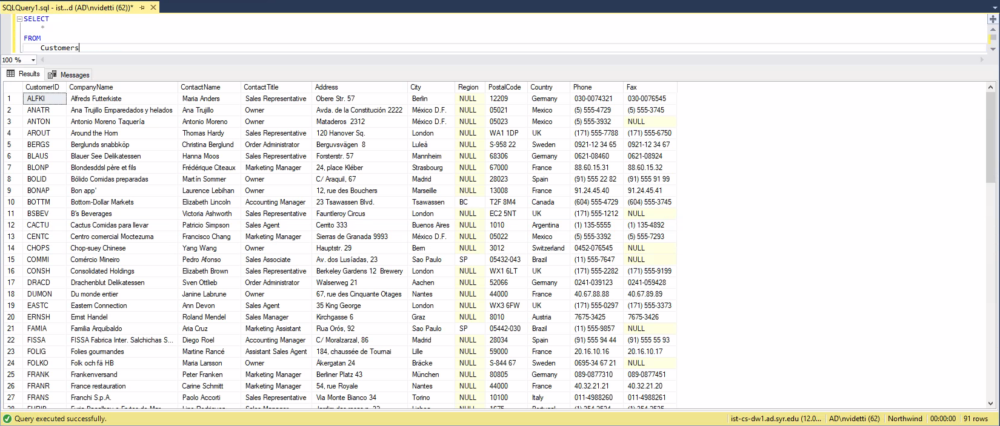 SQLQuery1.sql - ist...d (AD\nvidetti (62))*
SELECT
*
FROM
Customers
100 %
Results Messages
CustomerID CompanyName ContactName ContactTitle Address City Region PostalCode Country Phone Fax
1 ALFKI Alfreds Futterkiste Maria Anders Sales Representative Obere Str. 57 Berlin NULL 12209 Germany 030-0074321 030-0076545
2 ANATR Ana Trujillo Emparedados y helados Ana Trujillo Owner Avda. de la Constitución 2222 México D.F. NULL 05021 Mexico (5) 555-4729 (5) 555-3745
3 ANTON Antonio Moreno Taquería Antonio Moreno Owner Mataderos 2312 México D.F. NULL 05023 Mexico (5) 555-3932 NULL
4 AROUT Around the Horn Thomas Hardy Sales Representative 120 Hanover Sq. London NULL WA1 1DP UK (171) 555-7788 (171) 555-6750
5 BERGS Berglunds snabbköp Christina Berglund Order Administrator Berguvsvägen 8 Luleå NULL S-958 22 Sweden 0921-12 34 65 0921-12 34 67
6 BLAUS Blauer See Delikatessen Hanna Moos Sales Representative Forsterstr. 57 Mannheim NULL 68306 Germany 0621-08460 0621-08924
7 BLONP Blondesddsl père et fils Frédérique Citeaux Marketing Manager 24, place Kléber Strasbourg NULL 67000 France 88.60.15.31 88.60.15.32
8 BOLID Bólido Comidas preparadas Martín Sommer Owner C/ Araquil, 67 Madrid NULL 28023 Spain (91) 555 22 82 (91) 555 91 99
9 BONAP Bon app' Laurence Lebihan Owner 12, rue des Bouchers Marseille NULL 13008 France 91.24.45.40 91.24.45.41
10 BOTTM Bottom-Dollar Markets Elizabeth Lincoln Accounting Manager 23 Tsawassen Blvd. Tsawassen BC T2F 8M4 Canada (604) 555-4729 (604) 555-3745
11 BSBEV B's Beverages Victoria Ashworth Sales Representative Fauntleroy Circus London NULL EC2 5NT UK (171) 555-1212 NULL
12 CACTU Cactus Comidas para llevar Patricio Simpson Sales Agent Cerrito 333 Buenos Aires NULL 1010 Argentina (1) 135-5555 (1) 135-4892
13 CENTC Centro comercial Moctezuma Francisco Chang Marketing Manager Sierras de Granada 9993 México D.F. NULL 05022 Mexico (5) 555-3392 (5) 555-7293
14 CHOPS Chop-suey Chinese Yang Wang Owner Hauptstr. 29 Bern NULL 3012 Switzerland 0452-076545 NULL
15 COMMI Comércio Mineiro Pedro Afonso Sales Associate Av. dos Lusíadas, 23 Sao Paulo SP 05432-043 Brazil (11) 555-7647 NULL
16 CONSH Consolidated Holdings Elizabeth Brown Sales Representative Berkeley Gardens 12 Brewery London NULL WX1 6LT UK (171) 555-2282 (171) 555-9199
17 DRACD Drachenblut Delikatessen Sven Ottlieb Order Administrator Walserweg 21 Aachen NULL 52066 Germany 0241-039123 0241-059428
18 DUMON Du monde entier Janine Labrune Owner 67, rue des Cinquante Otages Nantes NULL 44000 France 40.67.88.88 40.67.89.89
19 EASTC Eastern Connection Ann Devon Sales Agent 35 King George London NULL WX3 6FW UK (171) 555-0297 (171) 555-3373
20 ERNSH Ernst Handel Roland Mendel Sales Manager Kirchgasse 6 Graz NULL 8010 Austria 7675-3425 7675-3426
21 FAMIA Familia Arquibaldo Aria Cruz Marketing Assistant Rua Orós, 92 Sao Paulo SP 05442-030 Brazil (11) 555-9857 NULL
22 FISSA FISSA Fabrica Inter. Salchichas S... Diego Roel Accounting Manager C/ Moralzarzal, 86 Madrid NULL 28034 Spain (91) 555 94 44 (91) 555 55 93
23 FOLIG Folies gourmandes Martine Rancé Assistant Sales Agent 184, chaussée de Tournai Lille NULL 59000 France 20.16.10.16 20.16.10.17
24 FOLKO Folk och fä HB Maria Larsson Owner Åkergatan 24 Bräcke NULL S-844 67 Sweden 0695-34 67 21 NULL
25 FRANK Frankenversand Peter Franken Marketing Manager Berliner Platz 43 München NULL 80805 Germany 089-0877310 089-0877451
26 FRANR France restauration Carine Schmitt Marketing Manager 54, rue Royale Nantes NULL 44000 France 40.32.21.21 40.32.21.20
27 FRANS Franchi S.p.A. Paolo Accorti Sales Representative Via Monte Bianco 34 Torino NULL 10100 Italy 011-4988260 011-4988261
Query executed successfully. ist-cs-dw1.ad.syr.edu (12.0... AD\nvidetti (62) Northwind 00:00:00 91 rows